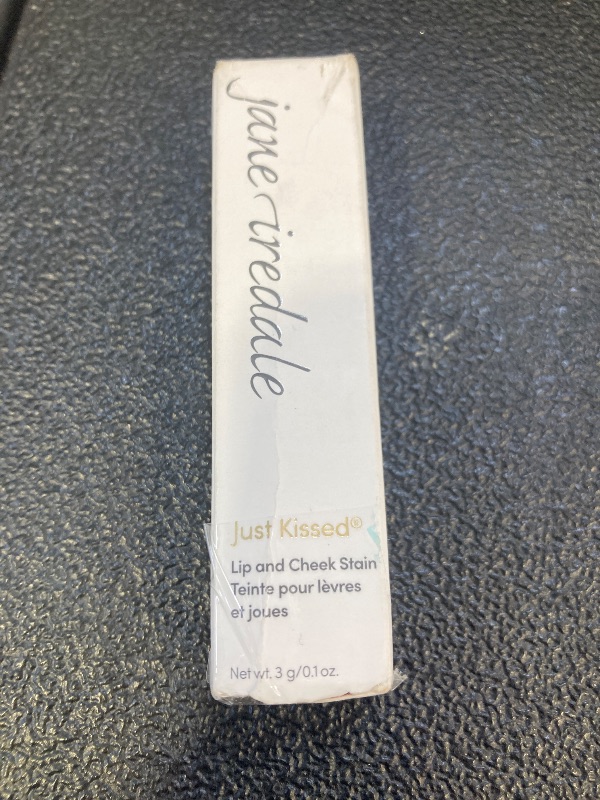 jane iredale
Just Kissed®
Lip and Cheek Stain
Teinte pour lèvres
et joues
Net wt. 3 g/0.1 oz.